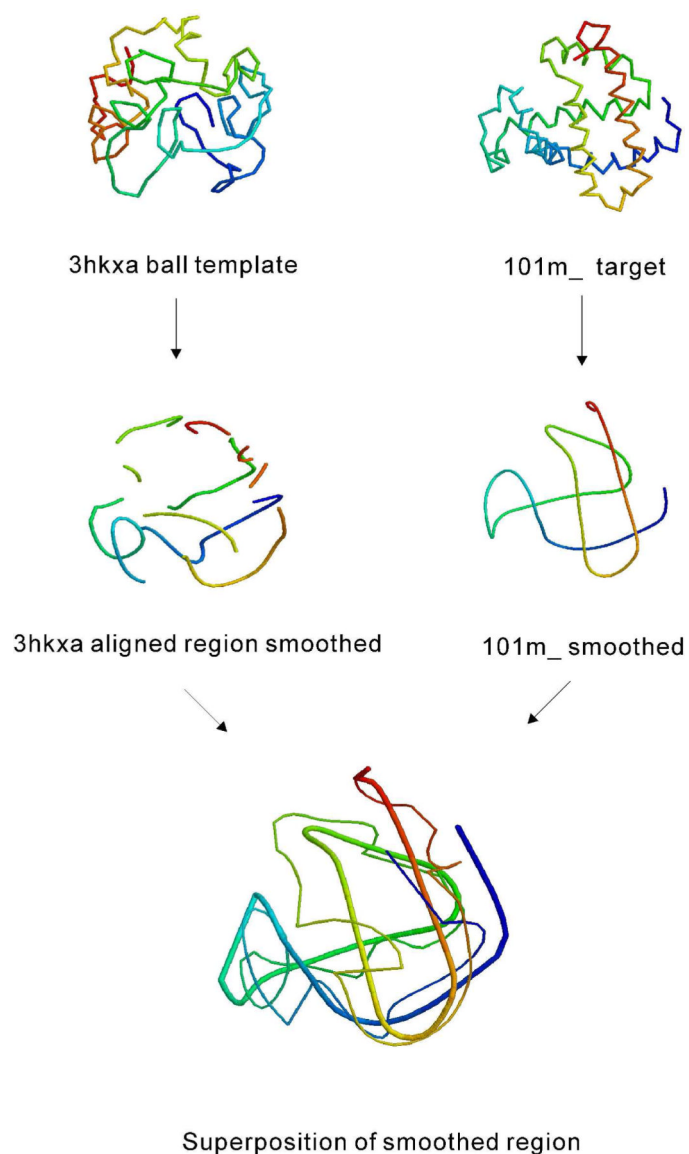 3hkxa ball template
101m_ target
3hkxa aligned region smoothed
101m_ smoothed
Superposition of smoothed region